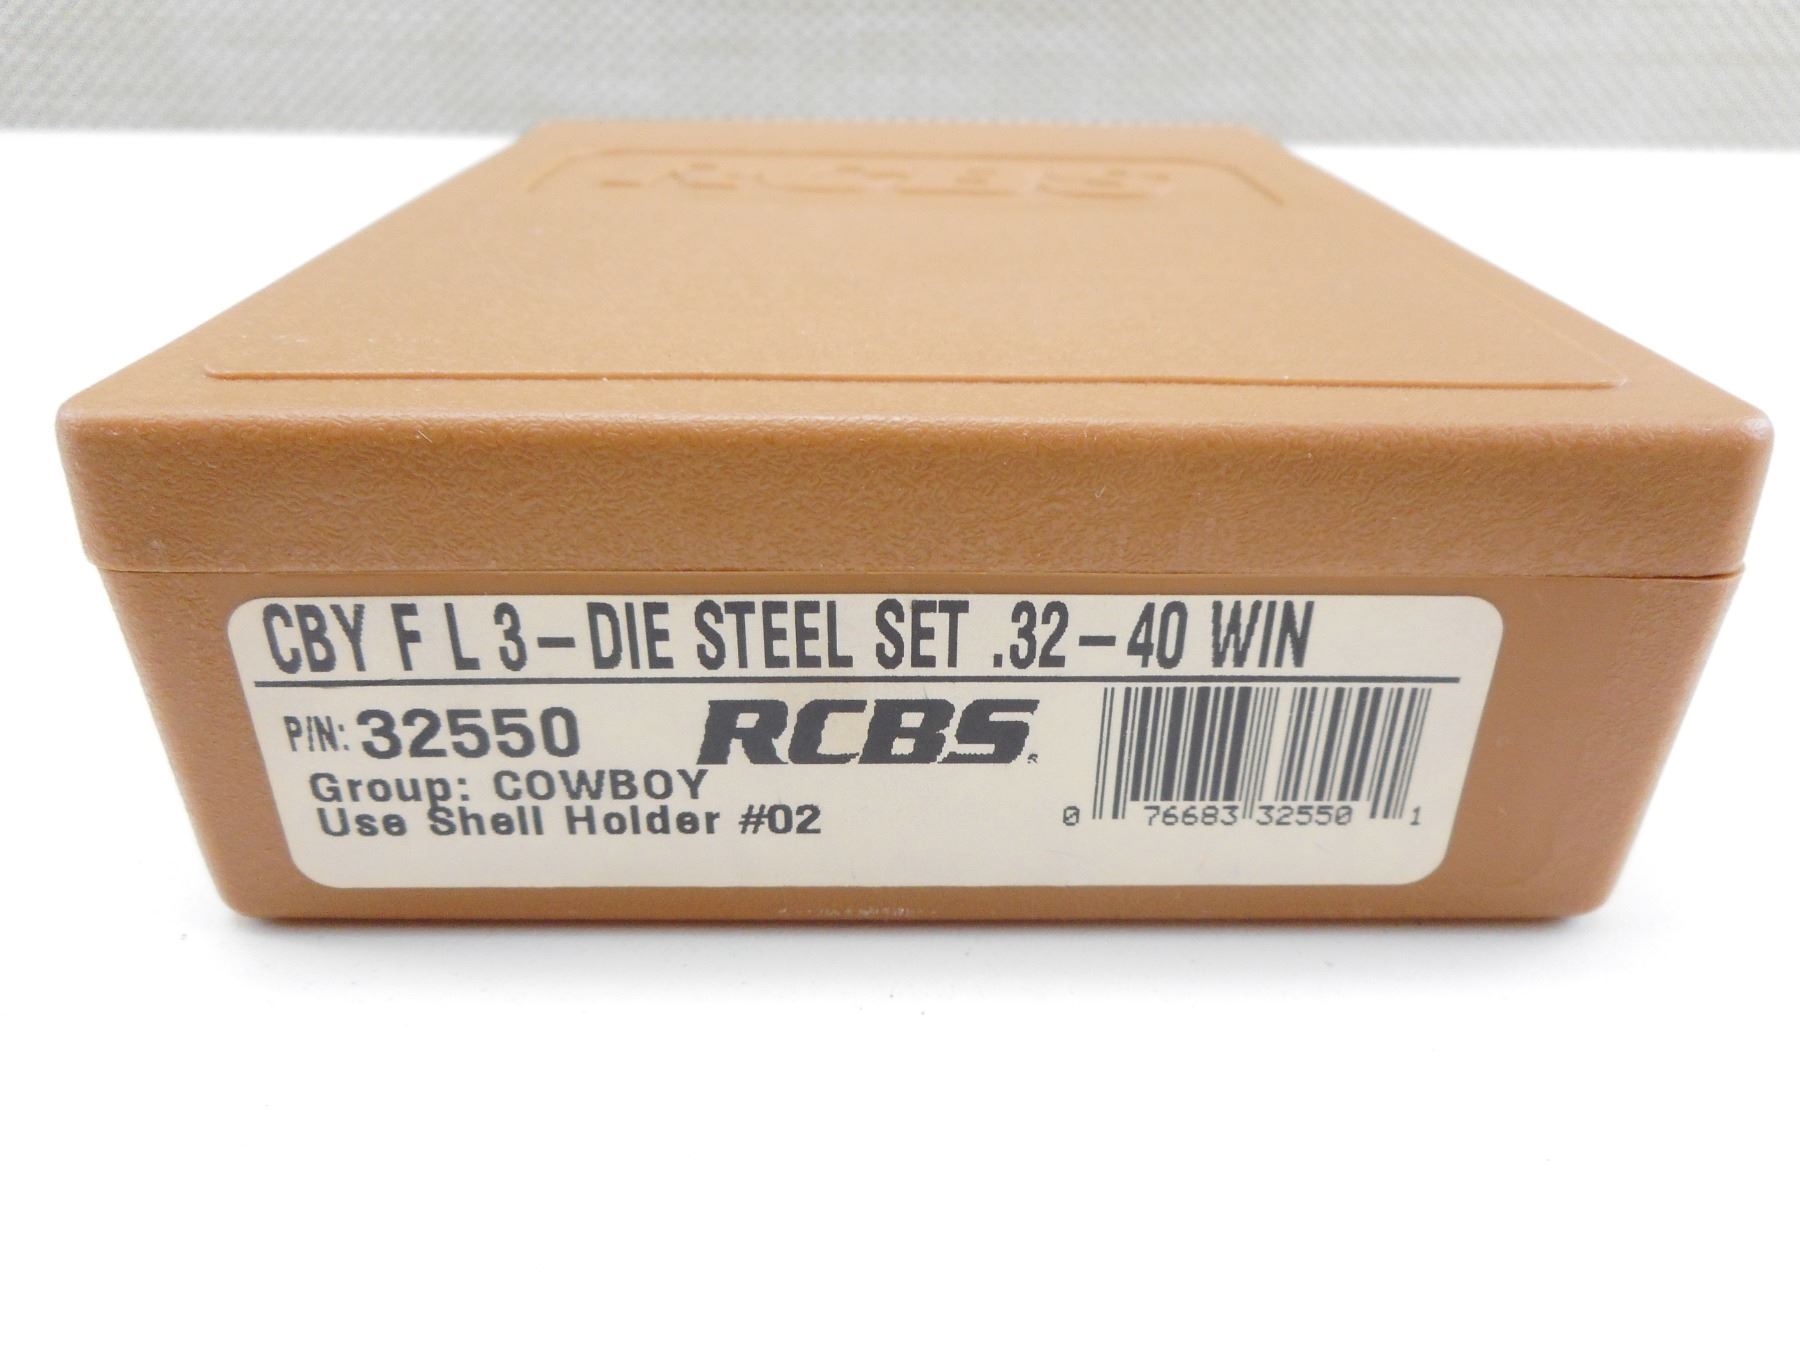 RCBS
CBY F L 3-DIE STEEL SET .32-40 WIN
P/N: 32550
RCBS.
Group: COWBOY
Use Shell Holder #02
0 76683 32550 1